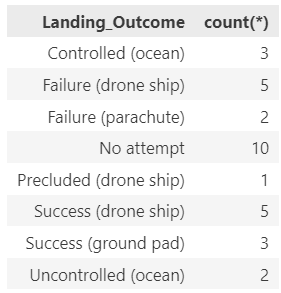 Landing_Outcome count(*)
Controlled (ocean) 3
Failure (drone ship) 5
Failure (parachute) 2
No attempt 10
Precluded (drone ship) 1
Success (drone ship) 5
Success (ground pad) 3
Uncontrolled (ocean) 2